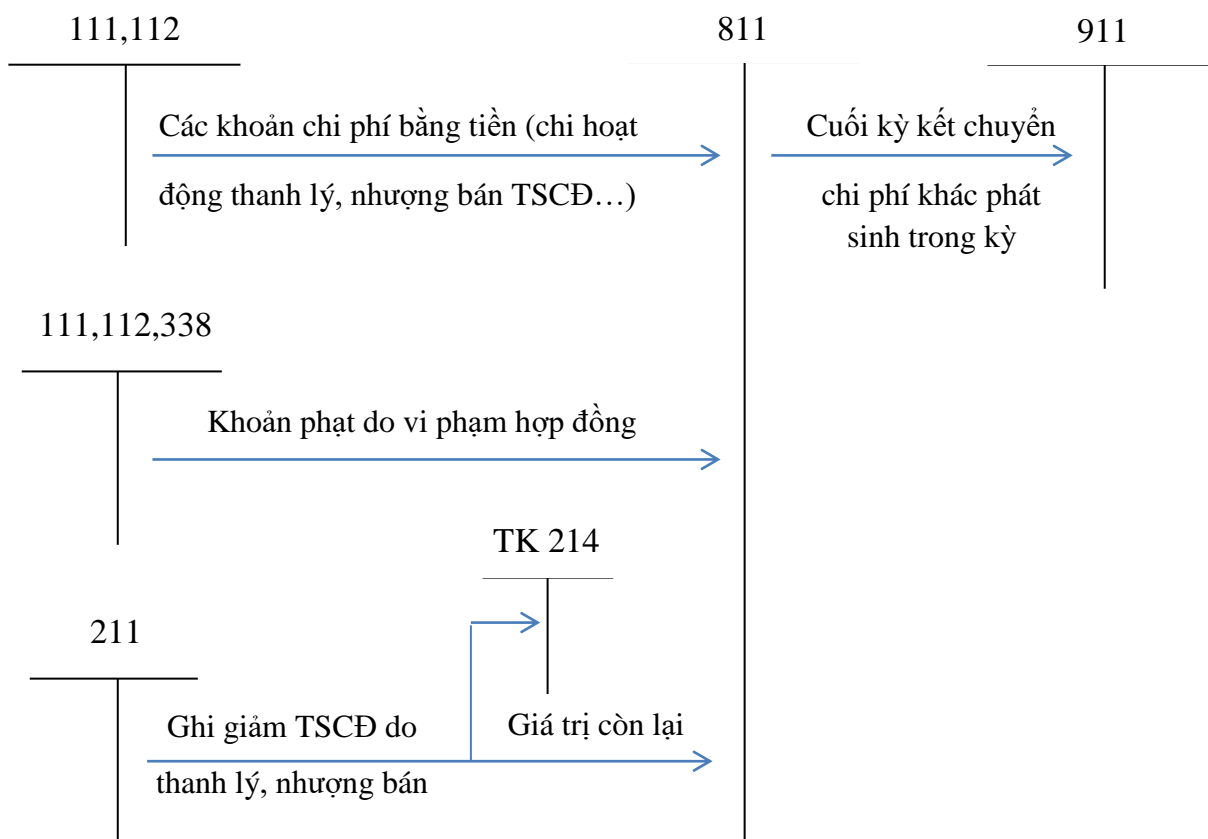 111,112
811
911
Các khoản chi phí bằng tiền (chi hoạt
động thanh lý, nhượng bán TSCĐ…)
Cuối kỳ kết chuyển
chi phí khác phát
sinh trong kỳ
111,112,338
Khoản phạt do vi phạm hợp đồng
TK 214
211
Ghi giảm TSCĐ do
thanh lý, nhượng bán
Giá trị còn lại